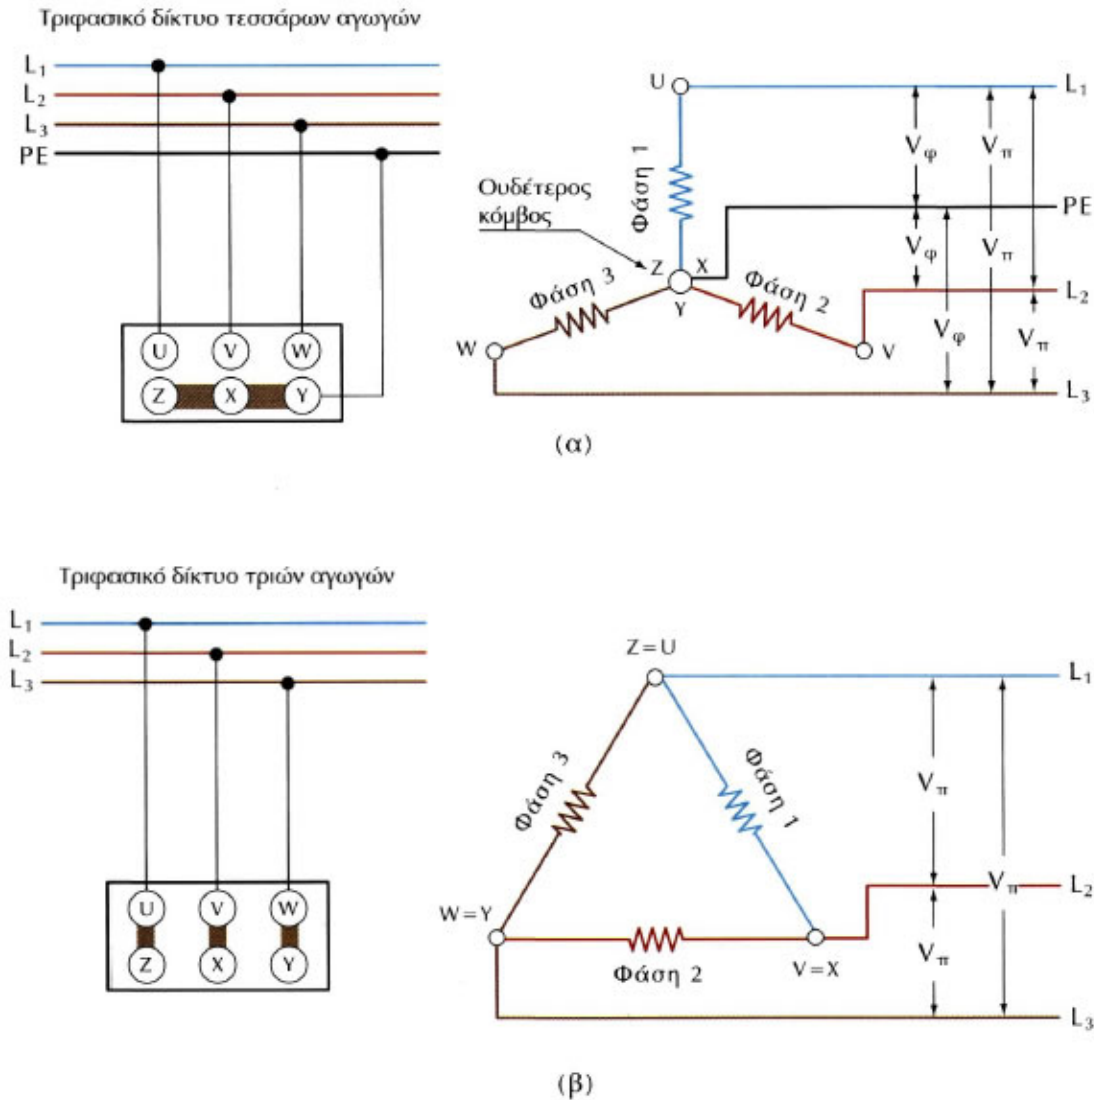 Τριφασικό δίκτυο τεσσάρων αγωγών
L1
L2
L3
PE
U V W
Z X Y
U
L1
Φάση 1
Vφ
Vπ
Ουδέτερος
κόμβος
PE
Z X
Y
Φάση 3
Φάση 2
Vφ
Vπ
L2
W
V
Vφ
Vπ
L3
(α)
Τριφασικό δίκτυο τριών αγωγών
L1
L2
L3
U V W
Z X Y
Z=U
L1
Φάση 3
Φάση 1
Vπ
Vπ
L2
W=Y
Φάση 2
V=X
Vπ
L3
(β)